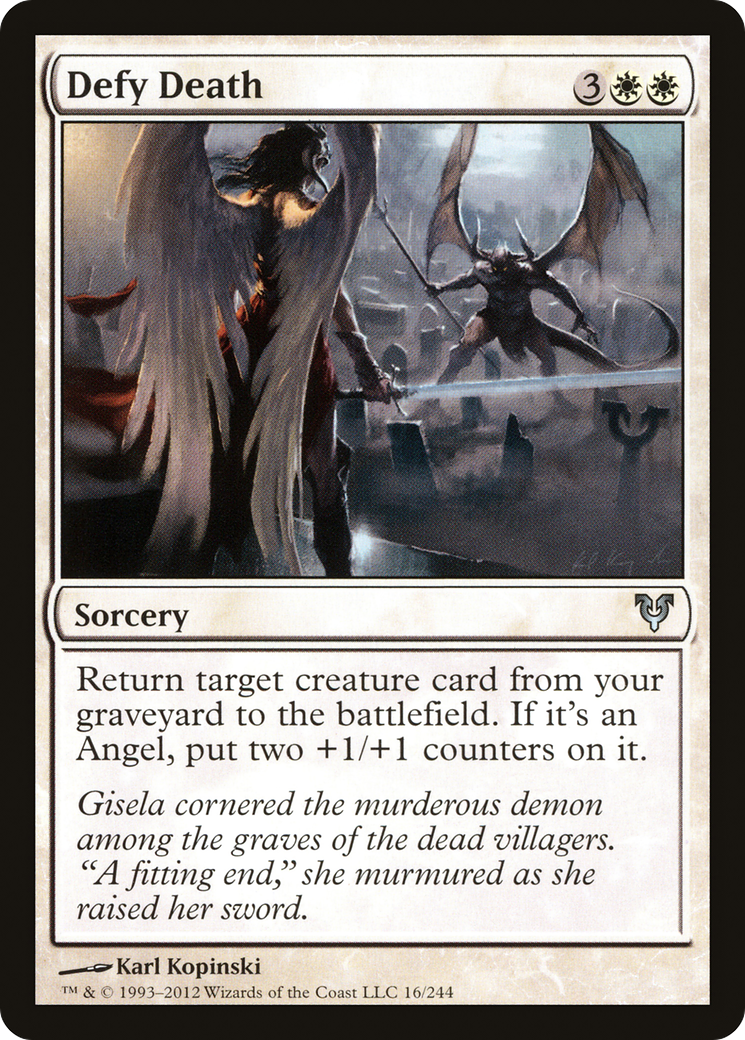 Defy Death 3
Sorcery
Return target creature card from your
graveyard to the battlefield. If it's an
Angel, put two +1/+1 counters on it.
Gisela cornered the murderous demon
among the graves of the dead villagers.
“A fitting end,” she murmured as she
raised her sword.
Karl Kopinski
™ & © 1993–2012 Wizards of the Coast LLC 16/244